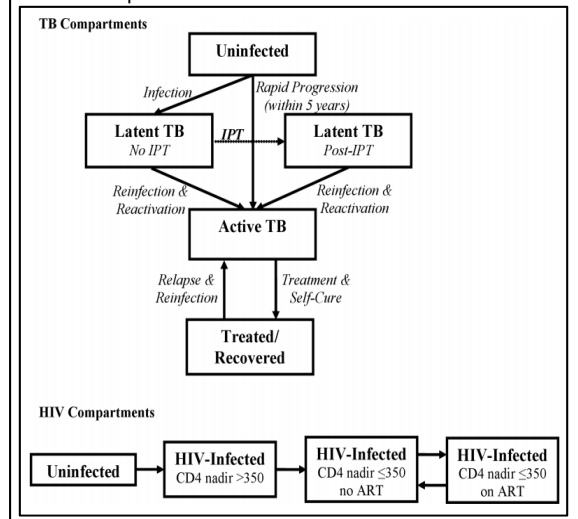 TB Compartments
Uninfected
Infection
Rapid Progression
(within 5 years)
Latent TB
No IPT
IPT
Latent TB
Post-IPT
Reinfection &
Reactivation
Reinfection &
Reactivation
Active TB
Relapse &
Reinfection
Treatment &
Self-Cure
Treated/
Recovered
HIV Compartments
Uninfected
HIV-Infected
CD4 nadir >350
HIV-Infected
CD4 nadir ≤350
no ART
HIV-Infected
CD4 nadir ≤350
on ART